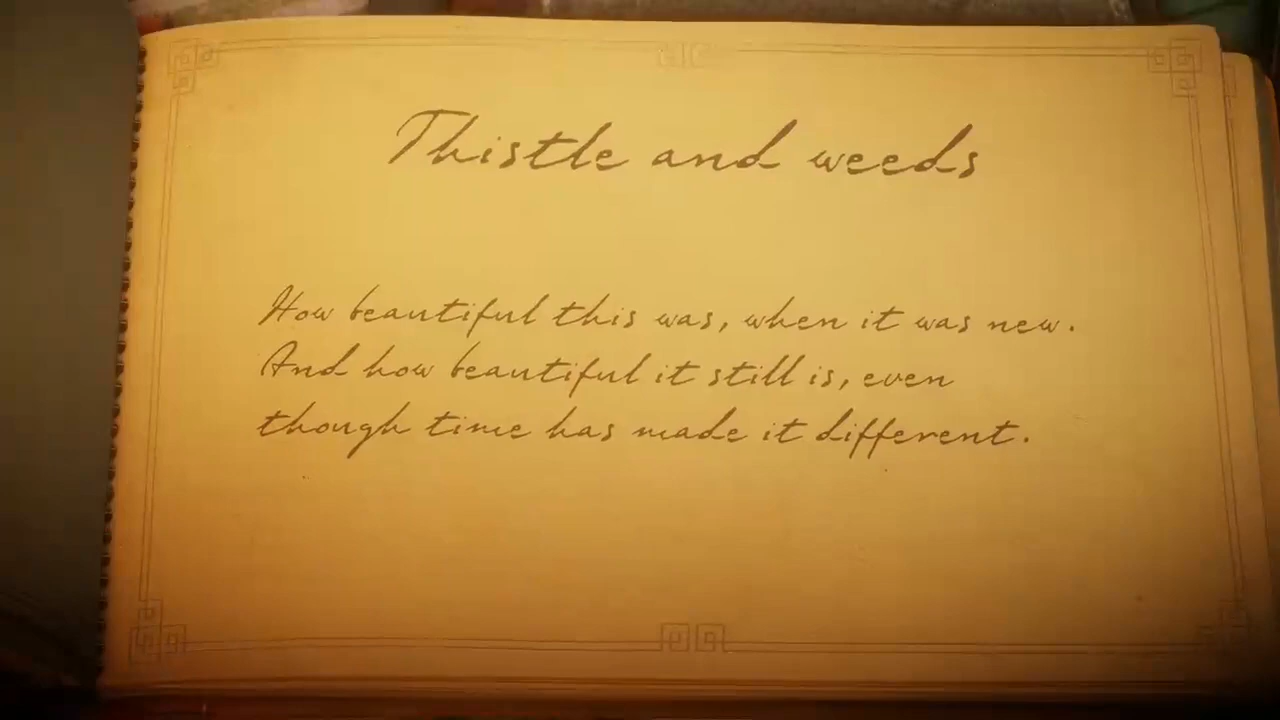 Thistle and weeds
How beautiful this was, when it was new.
And how beautiful it still is, even
though time has made it different.